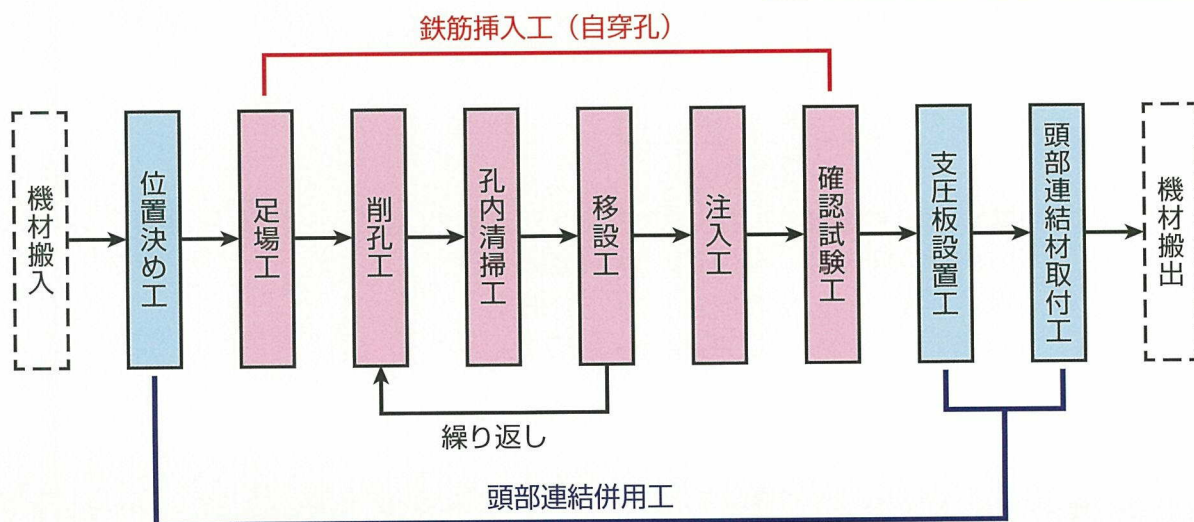 鉄筋挿入工（自穿孔）
機材搬入
位置決め工
足場工
削孔工
孔内清掃工
移設工
注入工
確認試験工
支圧板設置工
頭部連結材取付工
機材搬出
繰り返し
頭部連結併用工